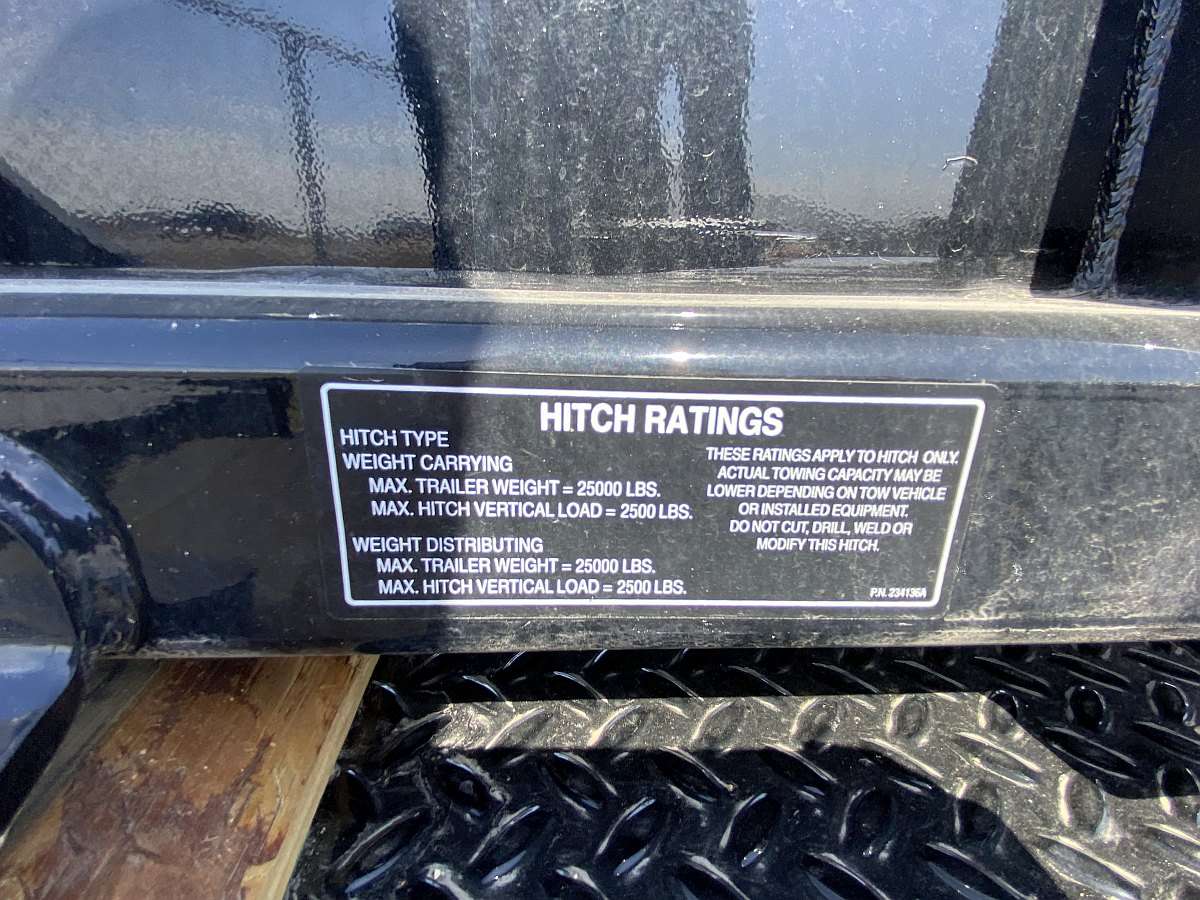 HITCH RATINGS
HITCH TYPE
WEIGHT CARRYING
MAX. TRAILER WEIGHT = 25000 LBS.
MAX. HITCH VERTICAL LOAD = 2500 LBS.
WEIGHT DISTRIBUTING
MAX. TRAILER WEIGHT = 25000 LBS.
MAX. HITCH VERTICAL LOAD = 2500 LBS.
THESE RATINGS APPLY TO HITCH ONLY.
ACTUAL TOWING CAPACITY MAY BE
LOWER DEPENDING ON TOW VEHICLE
OR INSTALLED EQUIPMENT.
DO NOT CUT, DRILL, WELD OR
MODIFY THIS HITCH.
P.N. 234136A